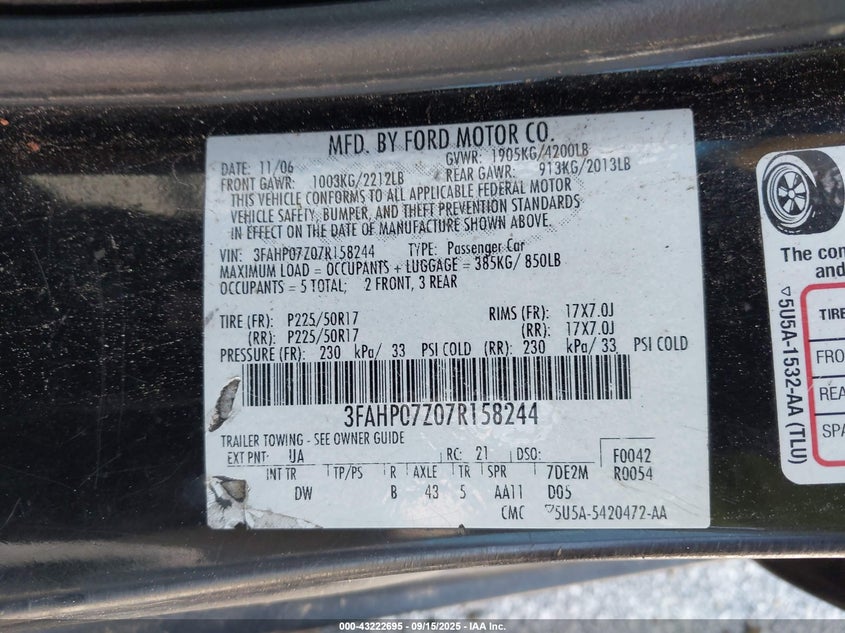 MFD. BY FORD MOTOR CO.
DATE: 11/06 GVWR: 1905KG/4200LB
FRONT GAWR: 1003KG/2212LB REAR GAWR: 913KG/2013LB
THIS VEHICLE CONFORMS TO ALL APPLICABLE FEDERAL MOTOR
VEHICLE SAFETY, BUMPER, AND THEFT PREVENTION STANDARDS
IN EFFECT ON THE DATE OF MANUFACTURE SHOWN ABOVE.
VIN: 3FAHP07Z07R158244 TYPE: Passenger Car
MAXIMUM LOAD = OCCUPANTS + LUGGAGE = 385KG/ 850LB
OCCUPANTS = 5 TOTAL; 2 FRONT, 3 REAR
TIRE (FR): P225/50R17 RIMS (FR): 17X7.0J
(RR): P225/50R17 (RR): 17X7.0J
PRESSURE (FR): 230 kPa/ 33 PSI COLD (RR): 230 kPa/ 33 PSI COLD
3FAHP07Z07R158244
TRAILER TOWING - SEE OWNER GUIDE
EXT PNT: UA RC: 21 DSO: F0042
INT TR TP/PS R AXLE TR SPR 7DE2M R0054
DW B 43 5 AA11 D05
CMC ▽5U5A-5420472-AA
The con
and
▽5U5A-1532-AA (TLU)
TIRE
FRO
REA
SPA
000-43222695 - 09/15/2025 - IAA Inc.